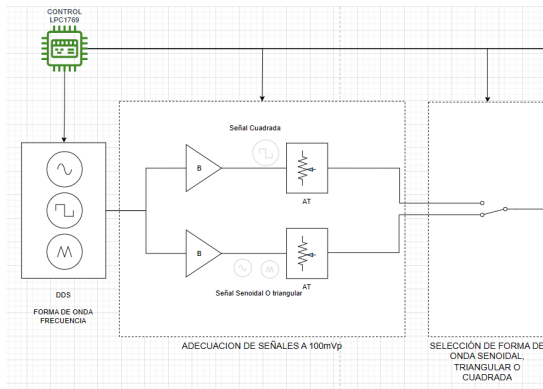 CONTROL
LPC1769
Señal Cuadrada
B
AT
B
AT
Señal Senoidal O triangular
DDS
FORMA DE ONDA
FRECUENCIA
ADECUACION DE SEÑALES A 100mVp
SELECCIÓN DE FORMA DE
ONDA SENOIDAL,
TRIANGULAR O
CUADRADA